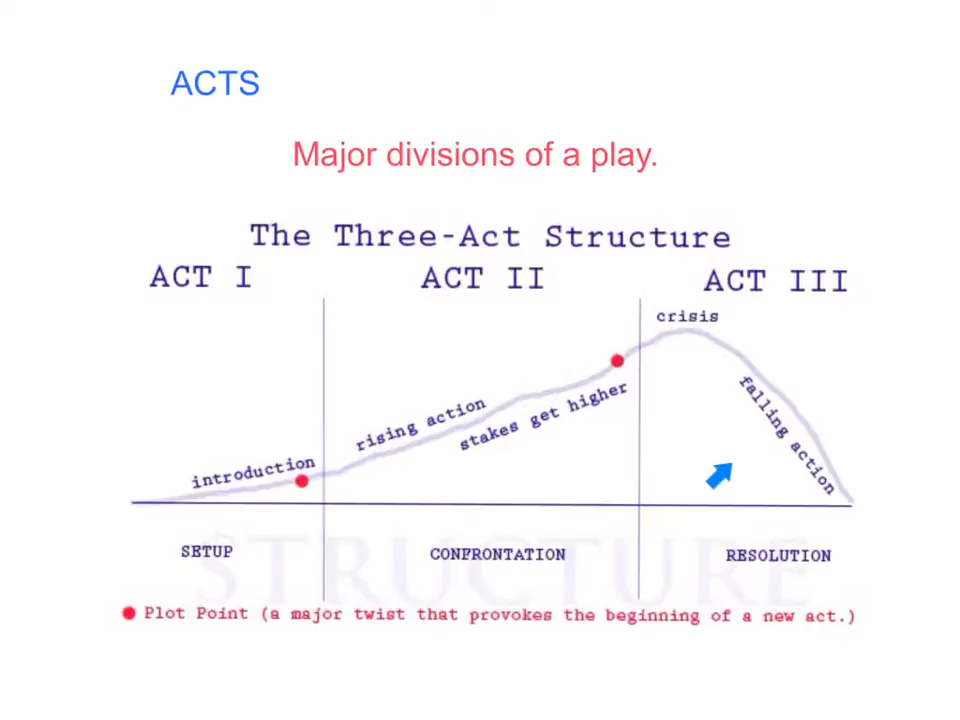 ACTS
Major divisions of a play.
The Three-Act Structure
ACT I
ACT II
ACT III
crisis
introduction
rising action
stakes get higher
falling action
STRUCTURE
SETUP
CONFRONTATION
RESOLUTION
Plot Point (a major twist that provokes the beginning of a new act.)